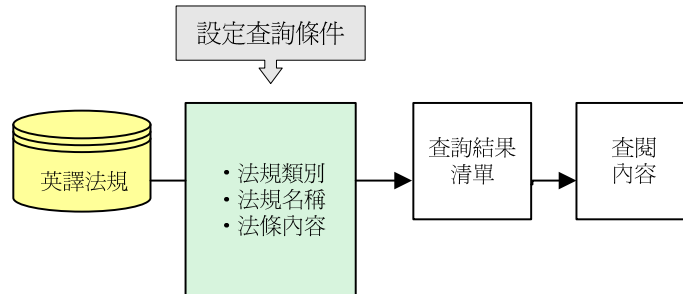 設定查詢條件
英譯法規
・法規類別
・法規名稱
・法條內容
查詢結果
清單
查閱
內容